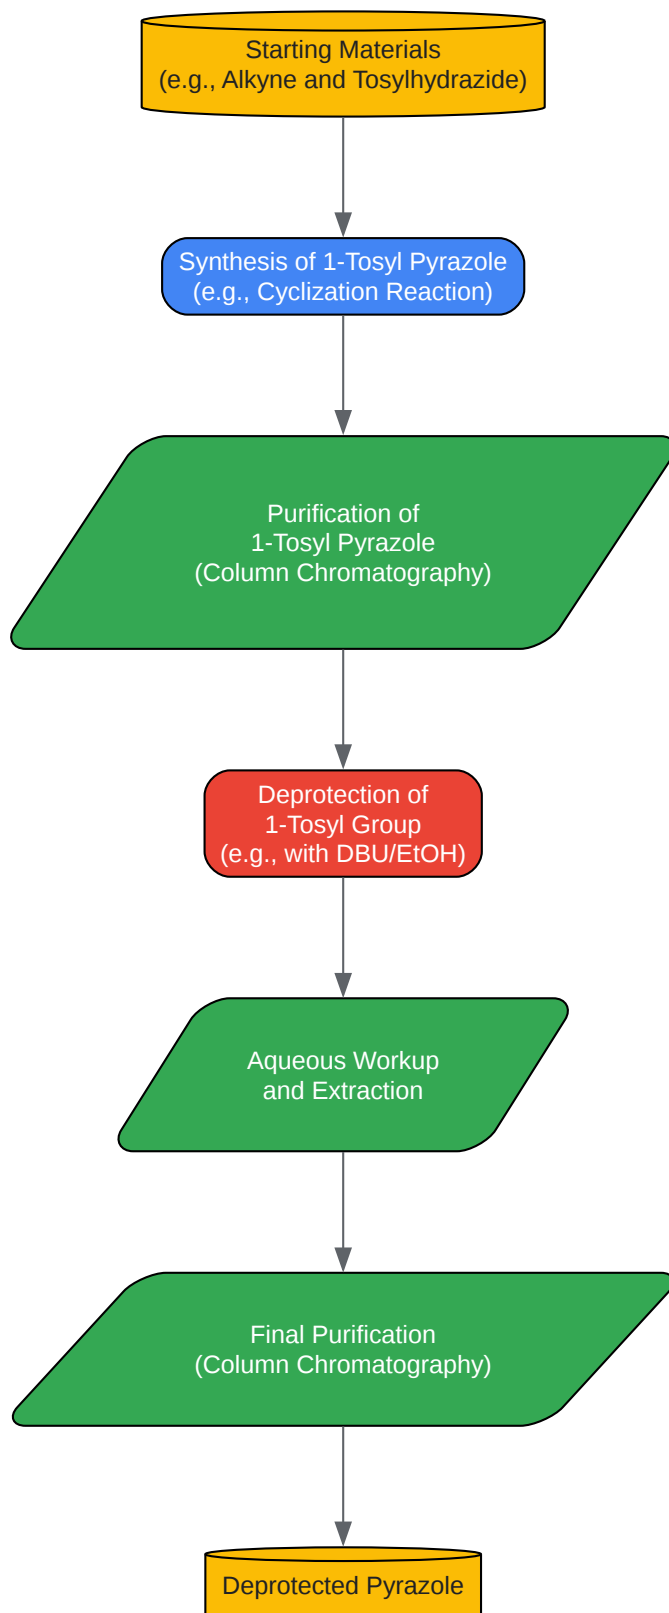 Starting Materials
(e.g., Alkyne and Tosylhydrazide)
Synthesis of 1-Tosyl Pyrazole
(e.g., Cyclization Reaction)
Purification of
1-Tosyl Pyrazole
(Column Chromatography)
Deprotection of
1-Tosyl Group
(e.g., with DBU/EtOH)
Aqueous Workup
and Extraction
Final Purification
(Column Chromatography)
Deprotected Pyrazole